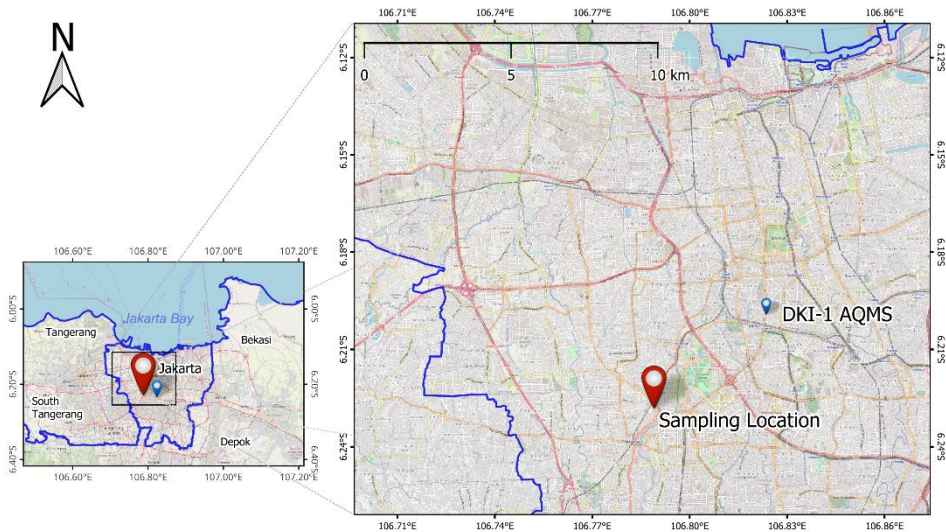 N
106.71°E 106.74°E 106.77°E 106.80°E 106.83°E 106.86°E
6.12°S 6.12°S
0 5 10 km
6.15°S 6.15°S
6.18°S 6.18°S
DKI-1 AQMS
6.21°S 6.21°S
Sampling Location
6.24°S 6.24°S
106.71°E 106.74°E 106.77°E 106.80°E 106.83°E 106.86°E
106.60°E 106.80°E 107.00°E 107.20°E
6.00°S 6.00°S
Jakarta Bay
Tangerang
Bekasi
Jakarta
6.20°S 6.20°S
South
Tangerang
Depok
6.40°S 6.40°S
106.60°E 106.80°E 107.00°E 107.20°E